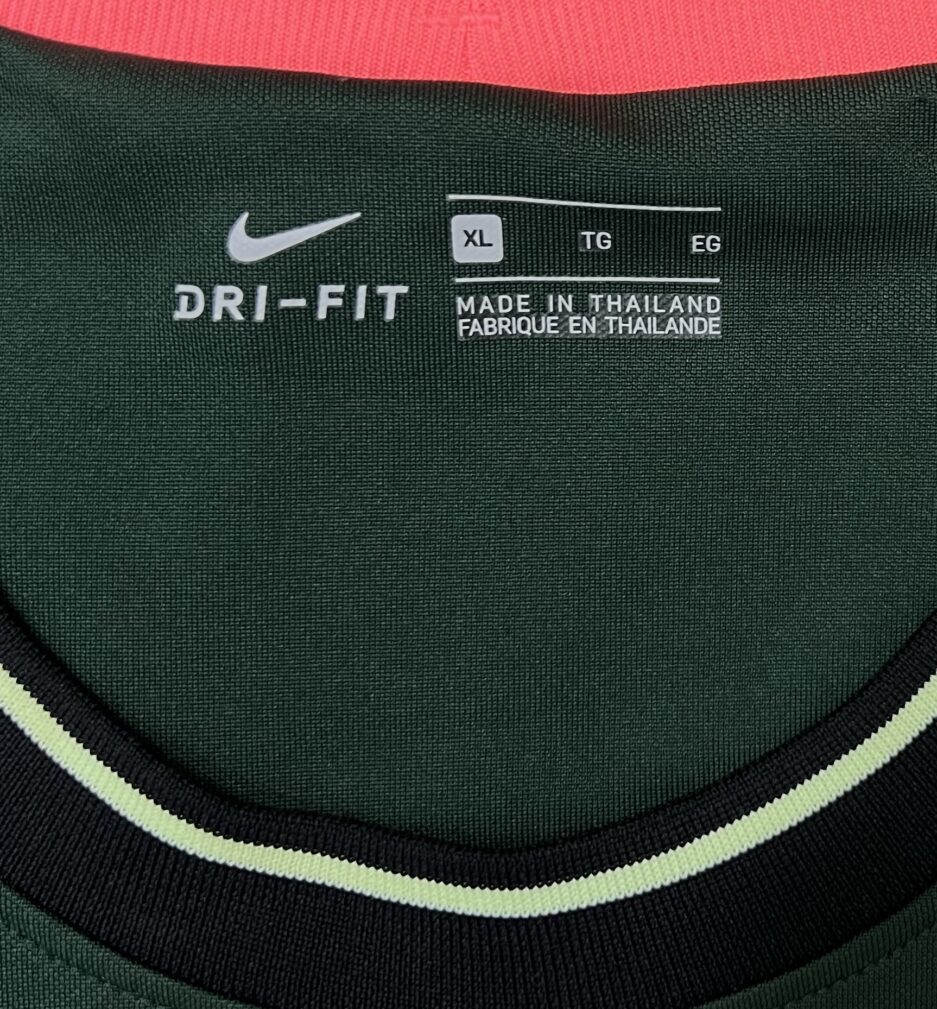 XL TG EG
DRI-FIT
MADE IN THAILAND
FABRIQUE EN THAILANDE